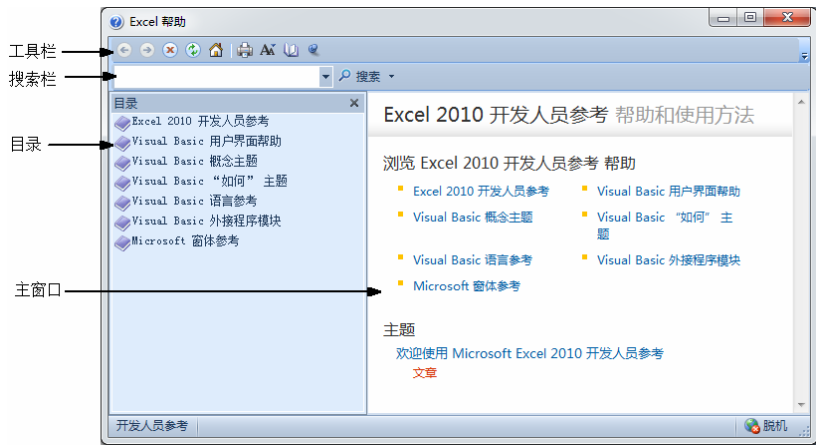 Excel 帮助
工具栏
搜索栏
搜索
目录
主窗口
目录
Excel 2010 开发人员参考
Visual Basic 用户界面帮助
Visual Basic 概念主题
Visual Basic “如何” 主题
Visual Basic 语言参考
Visual Basic 外接程序模块
Microsoft 窗体参考
Excel 2010 开发人员参考 帮助和使用方法
浏览 Excel 2010 开发人员参考 帮助
Excel 2010 开发人员参考
Visual Basic 用户界面帮助
Visual Basic 概念主题
Visual Basic “如何” 主
题
Visual Basic 语言参考
Visual Basic 外接程序模块
Microsoft 窗体参考
主题
欢迎使用 Microsoft Excel 2010 开发人员参考
文章
开发人员参考
脱机